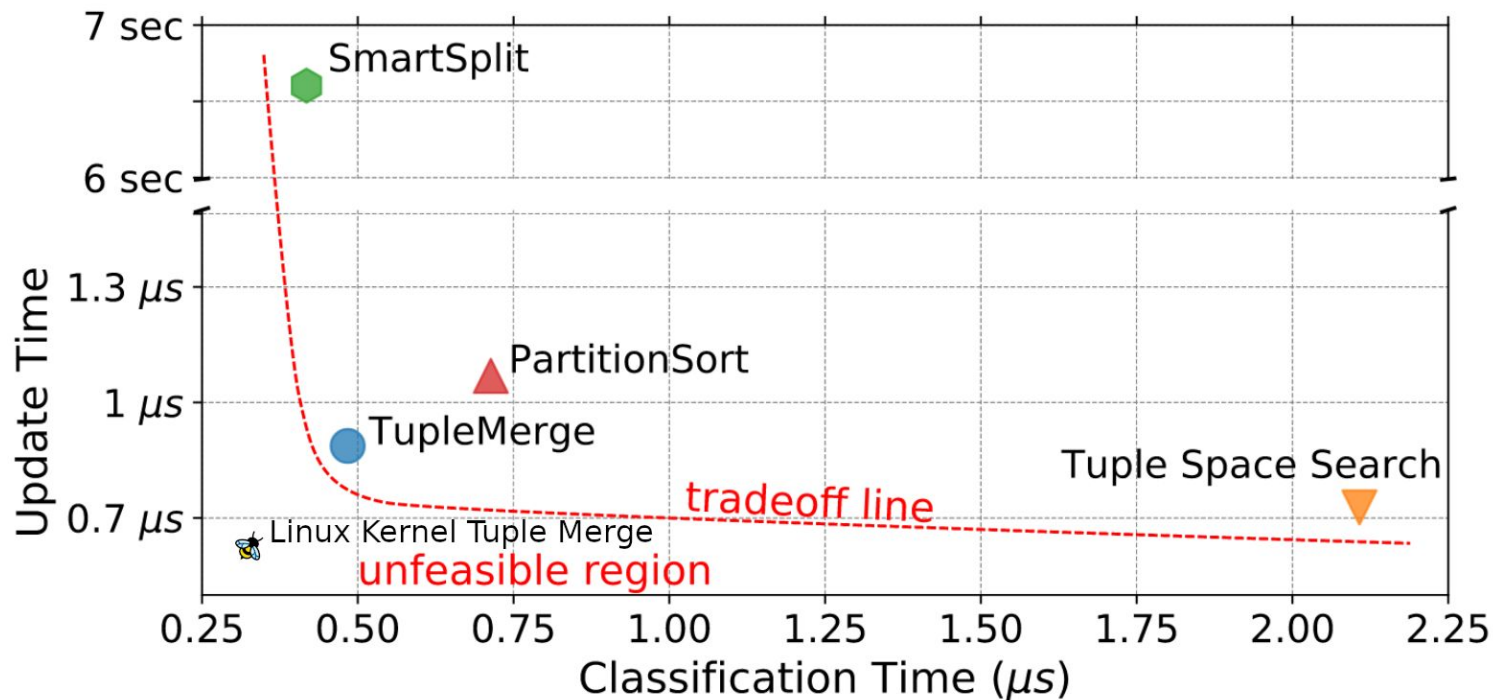 7 sec
SmartSplit
6 sec
1.3 μs
PartitionSort
1 μs
TupleMerge
Tuple Space Search
tradeoff line
0.7 μs
Linux Kernel Tuple Merge
unfeasible region
Update Time
0.25 0.50 0.75 1.00 1.25 1.50 1.75 2.00 2.25
Classification Time (μs)